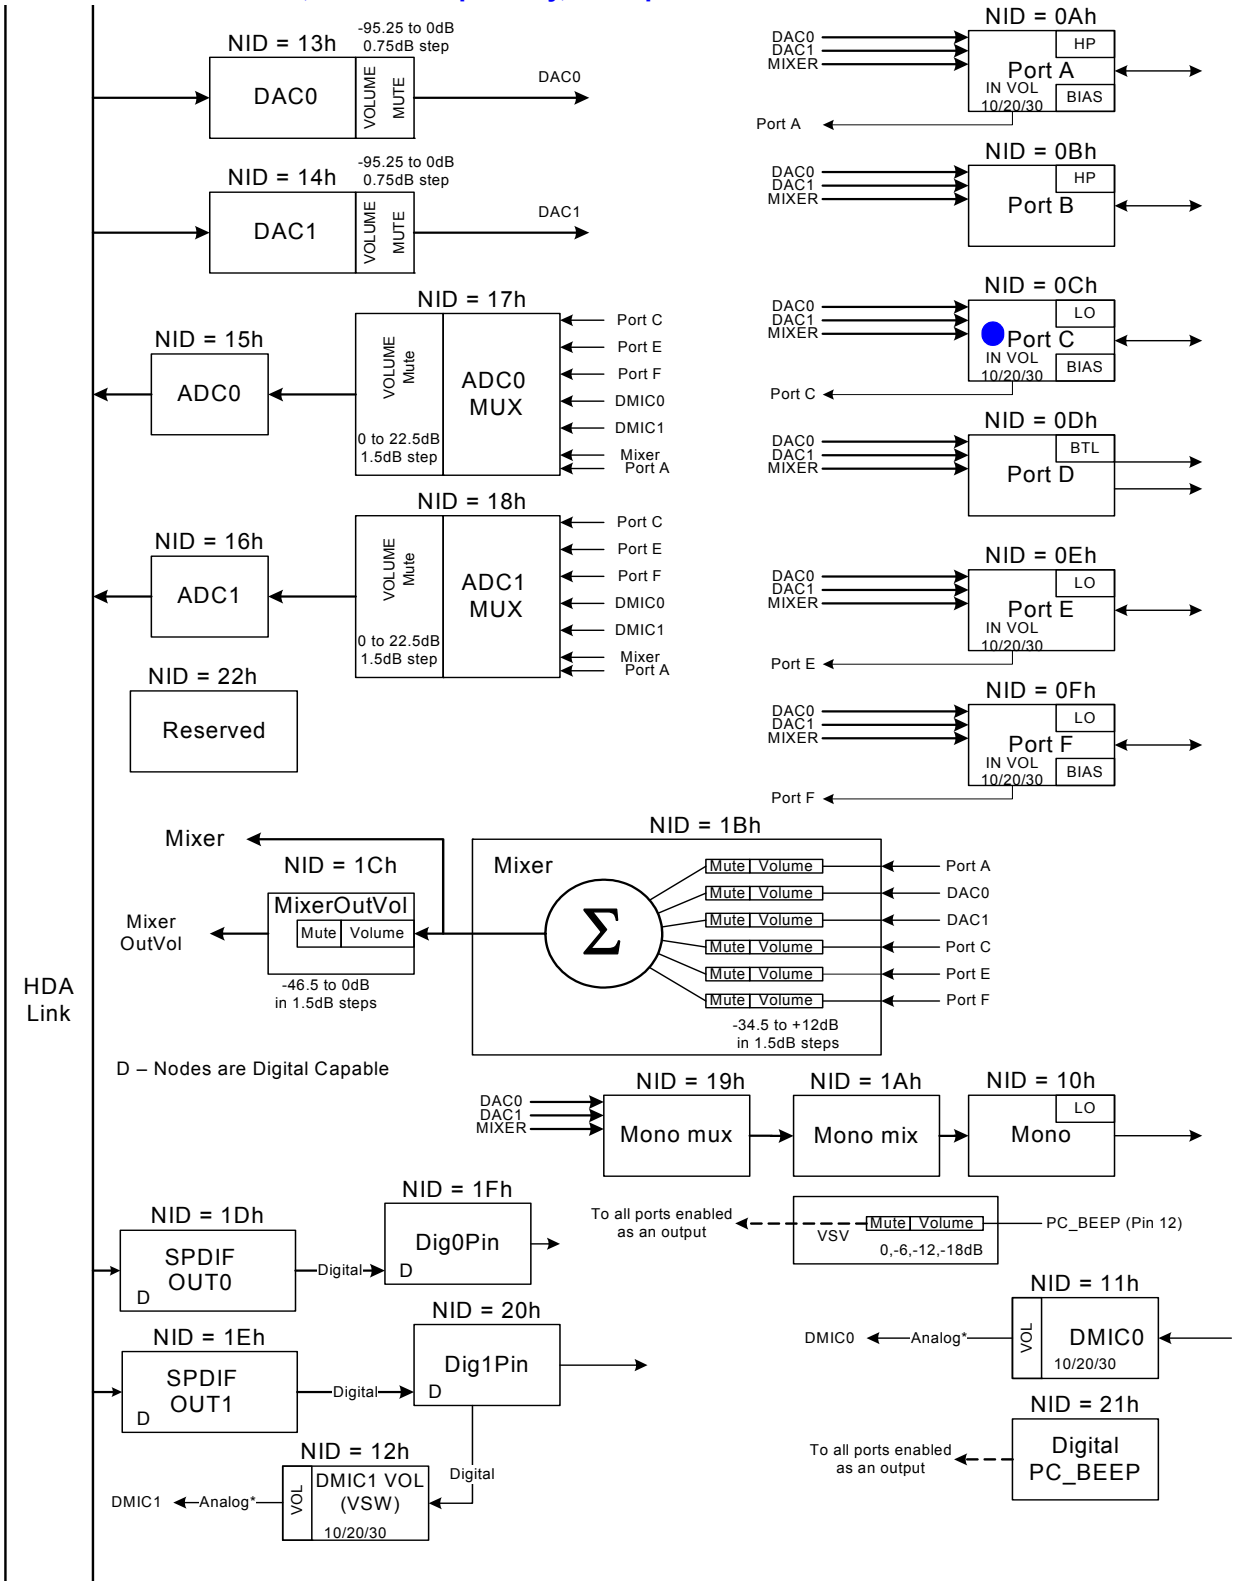 NID = 13h
-95.25 to 0dB
0.75dB step
DAC0
VOLUME
MUTE
DAC0
NID = 14h
-95.25 to 0dB
0.75dB step
DAC1
VOLUME
MUTE
DAC1
NID = 17h
NID = 15h
ADC0
VOLUME
Mute
0 to 22.5dB
1.5dB step
ADC0
MUX
Port C
Port E
Port F
DMIC0
DMIC1
Mixer
Port A
NID = 18h
NID = 16h
ADC1
VOLUME
Mute
0 to 22.5dB
1.5dB step
ADC1
MUX
Port C
Port E
Port F
DMIC0
DMIC1
Mixer
Port A
NID = 22h
Reserved
NID = 0Ah
DAC0
DAC1
MIXER
HP
Port A
IN VOL
10/20/30
BIAS
Port A
NID = 0Bh
DAC0
DAC1
MIXER
HP
Port B
NID = 0Ch
DAC0
DAC1
MIXER
LO
Port C
IN VOL
10/20/30
BIAS
Port C
NID = 0Dh
DAC0
DAC1
MIXER
BTL
Port D
NID = 0Eh
DAC0
DAC1
MIXER
LO
Port E
IN VOL
10/20/30
Port E
NID = 0Fh
DAC0
DAC1
MIXER
LO
Port F
IN VOL
10/20/30
BIAS
Port F
Mixer
NID = 1Ch
MixerOutVol
Mute Volume
Mixer
OutVol
-46.5 to 0dB
in 1.5dB steps
NID = 1Bh
Mixer
Σ
Mute Volume
Port A
Mute Volume
DAC0
Mute Volume
DAC1
Mute Volume
Port C
Mute Volume
Port E
Mute Volume
Port F
-34.5 to +12dB
in 1.5dB steps
HDA
Link
D – Nodes are Digital Capable
NID = 19h
NID = 1Ah
NID = 10h
DAC0
DAC1
MIXER
Mono mux
Mono mix
LO
Mono
To all ports enabled
as an output
VSV
Mute Volume
0,-6,-12,-18dB
PC_BEEP (Pin 12)
NID = 1Dh
SPDIF
OUT0
D
Digital
NID = 1Fh
Dig0Pin
D
NID = 1Eh
SPDIF
OUT1
D
Digital
NID = 20h
Dig1Pin
D
NID = 12h
VOL
DMIC1 VOL
(VSW)
10/20/30
Digital
DMIC1
Analog*
NID = 11h
DMIC0
Analog*
VOL
DMIC0
10/20/30
NID = 21h
To all ports enabled
as an output
Digital
PC_BEEP